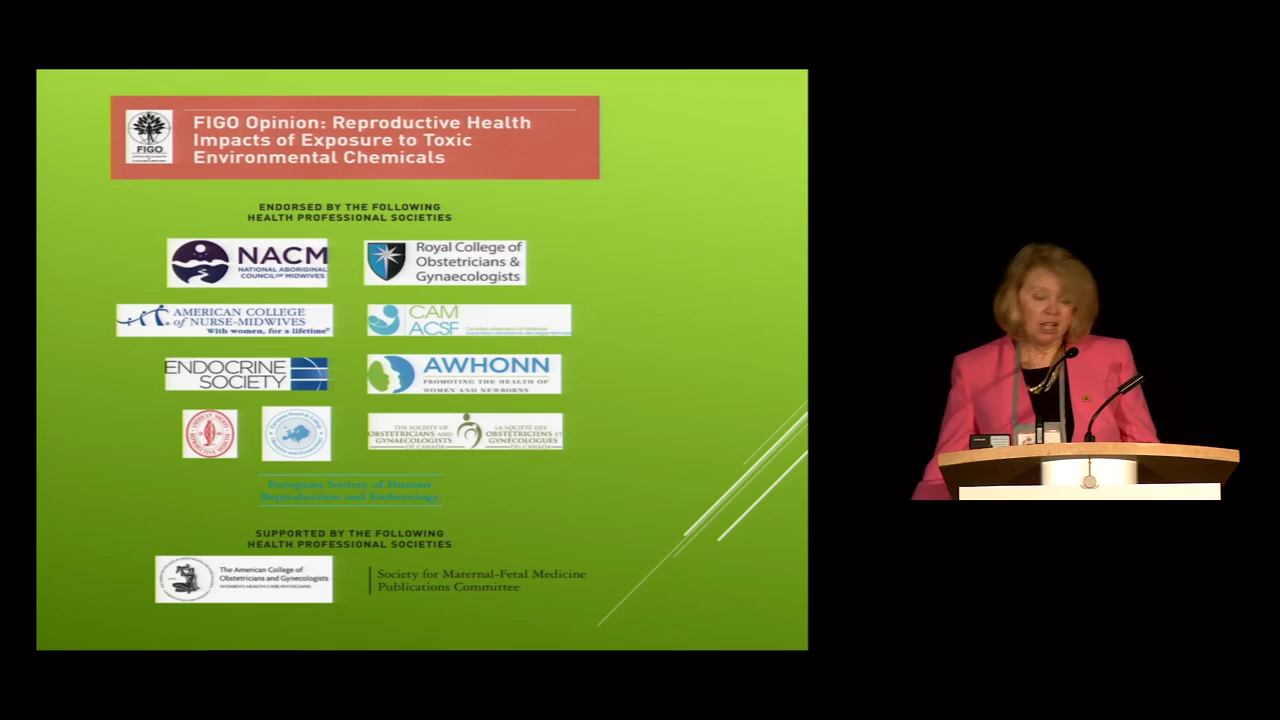 FIGO Opinion: Reproductive Health
Impacts of Exposure to Toxic
Environmental Chemicals
FIGO
ENDORSED BY THE FOLLOWING
HEALTH PROFESSIONAL SOCIETIES
NACM
NATIONAL ABORIGINAL
COUNCIL OF MIDWIVES
Royal College of
Obstetricians &
Gynaecologists
AMERICAN COLLEGE
of NURSE-MIDWIVES
With women, for a lifetime®
CAM
ACSF
Canadian Association of Midwives
ENDOCRINE
SOCIETY
AWHONN
PROMOTING THE HEALTH OF
WOMEN AND NEWBORNS
THE SOCIETY OF
OBSTETRICIANS AND
GYNAECOLOGISTS
OF CANADA
LA SOCIÉTÉ DES
OBSTÉTRICIENS ET
GYNÉCOLOGUES
DU CANADA
European Society of Human
Reproduction and Embryology
SUPPORTED BY THE FOLLOWING
HEALTH PROFESSIONAL SOCIETIES
The American College of
Obstetricians and Gynecologists
WOMEN'S HEALTH CARE PHYSICIANS
Society for Maternal-Fetal Medicine
Publications Committee